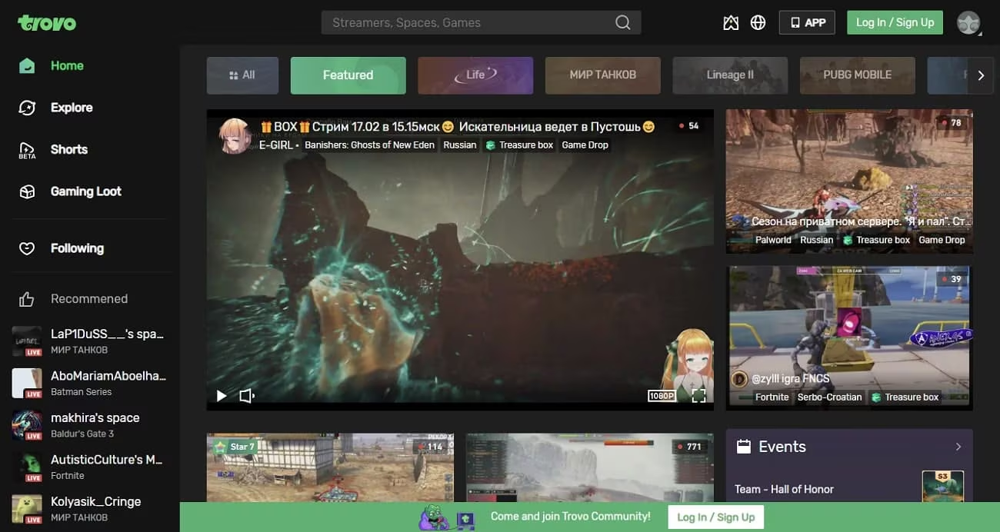 trovo
Streamers, Spaces, Games
APP
Log In / Sign Up
Home
Explore
BETA
Shorts
Gaming Loot
Following
Recommened
LaP1DuSS__'s spa...
LIVE
МИР ТАНКОВ
AboMariamAboelha...
LIVE
Batman Series
makhira's space
LIVE
Baldur's Gate 3
AutisticCulture's M...
LIVE
Fortnite
Kolyasik_Cringe
LIVE
МИР ТАНКОВ
All
Featured
Life
МИР ТАНКОВ
Lineage II
PUBG MOBILE
🎁BOX🎁Стрим 17.02 в 15.15мск😊 Искательница ведет в Пустошь😊
54
E-GIRL • Banishers: Ghosts of New Eden Russian Treasure box Game Drop
1080P
78
Сезон на приватном сервере. "Я и пал". Ст...
Palworld Russian Treasure box Game Drop
39
@zylll igra FNCS
Fortnite Serbo-Croatian Treasure box
Star 7
114
771
Events
Team - Hall of Honor
S3
Come and join Trovo Community!
Log In / Sign Up